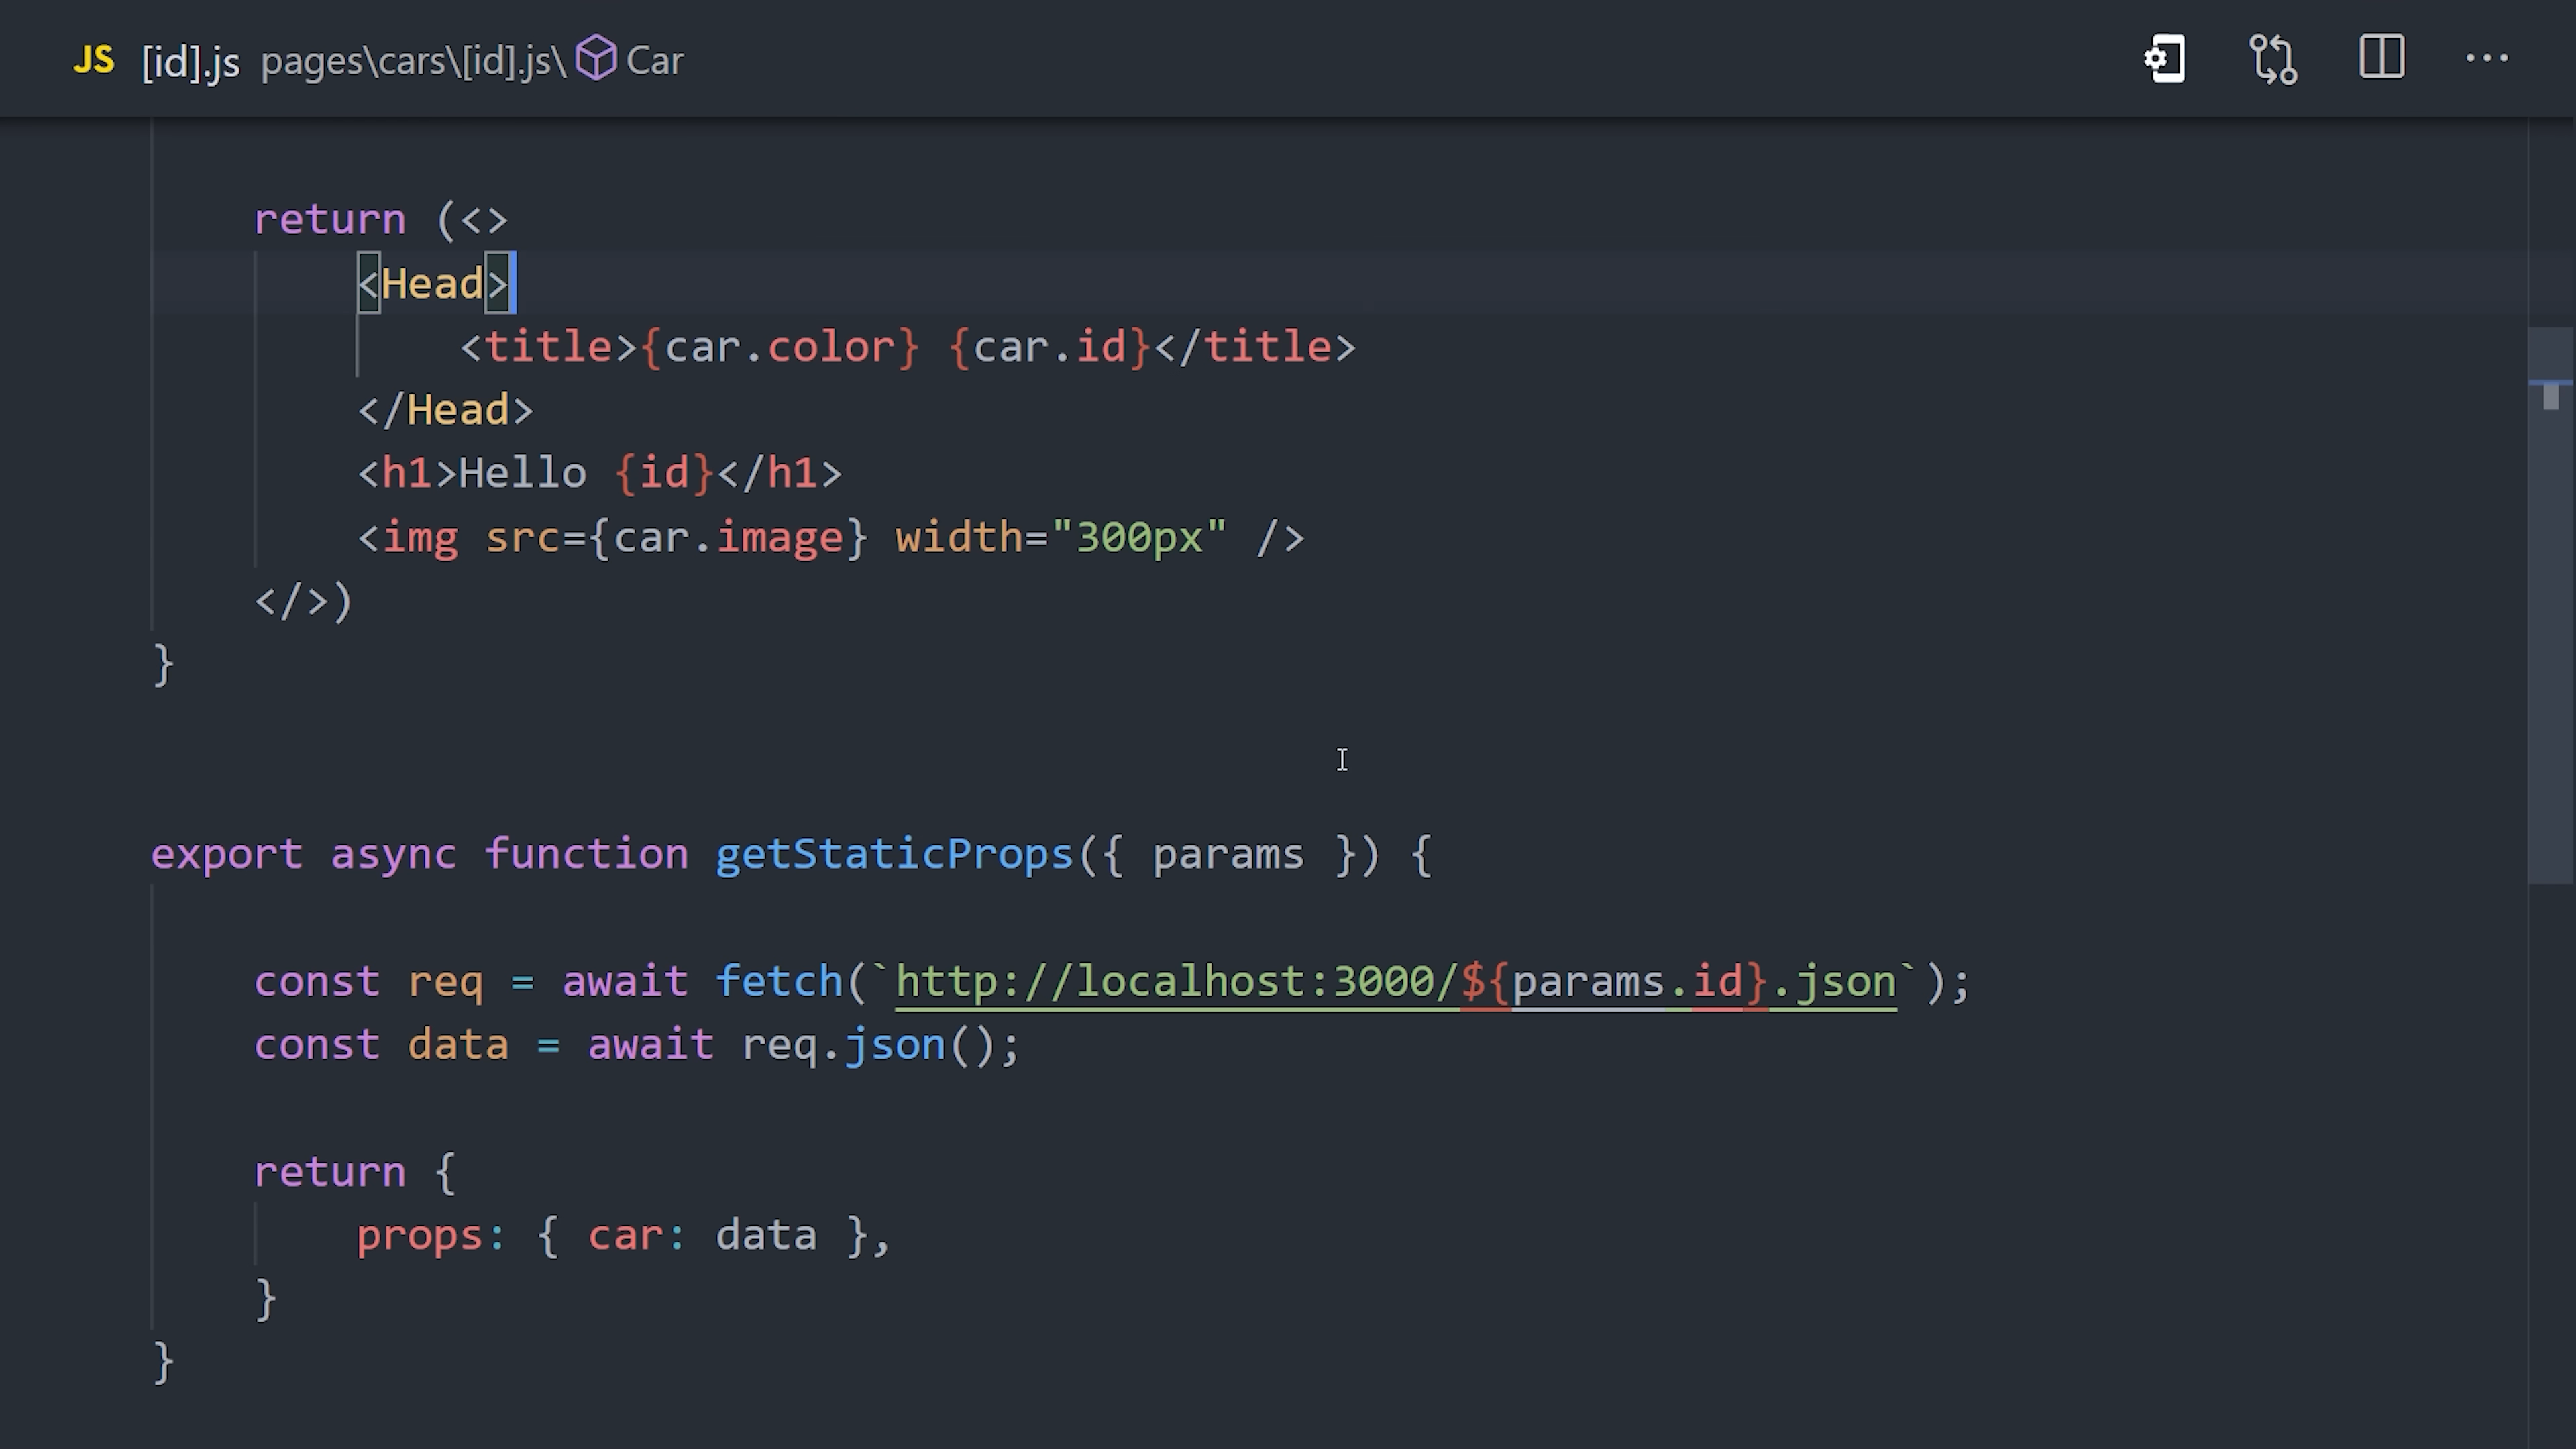 JS [id].js pages\cars\[id].js\ Car
return (<>
<Head>
<title>{car.color} {car.id}</title>
</Head>
<h1>Hello {id}</h1>
<img src={car.image} width="300px" />
</>)
}
export async function getStaticProps({ params }) {
const req = await fetch(`http://localhost:3000/${params.id}.json`);
const data = await req.json();
return {
props: { car: data },
}
}